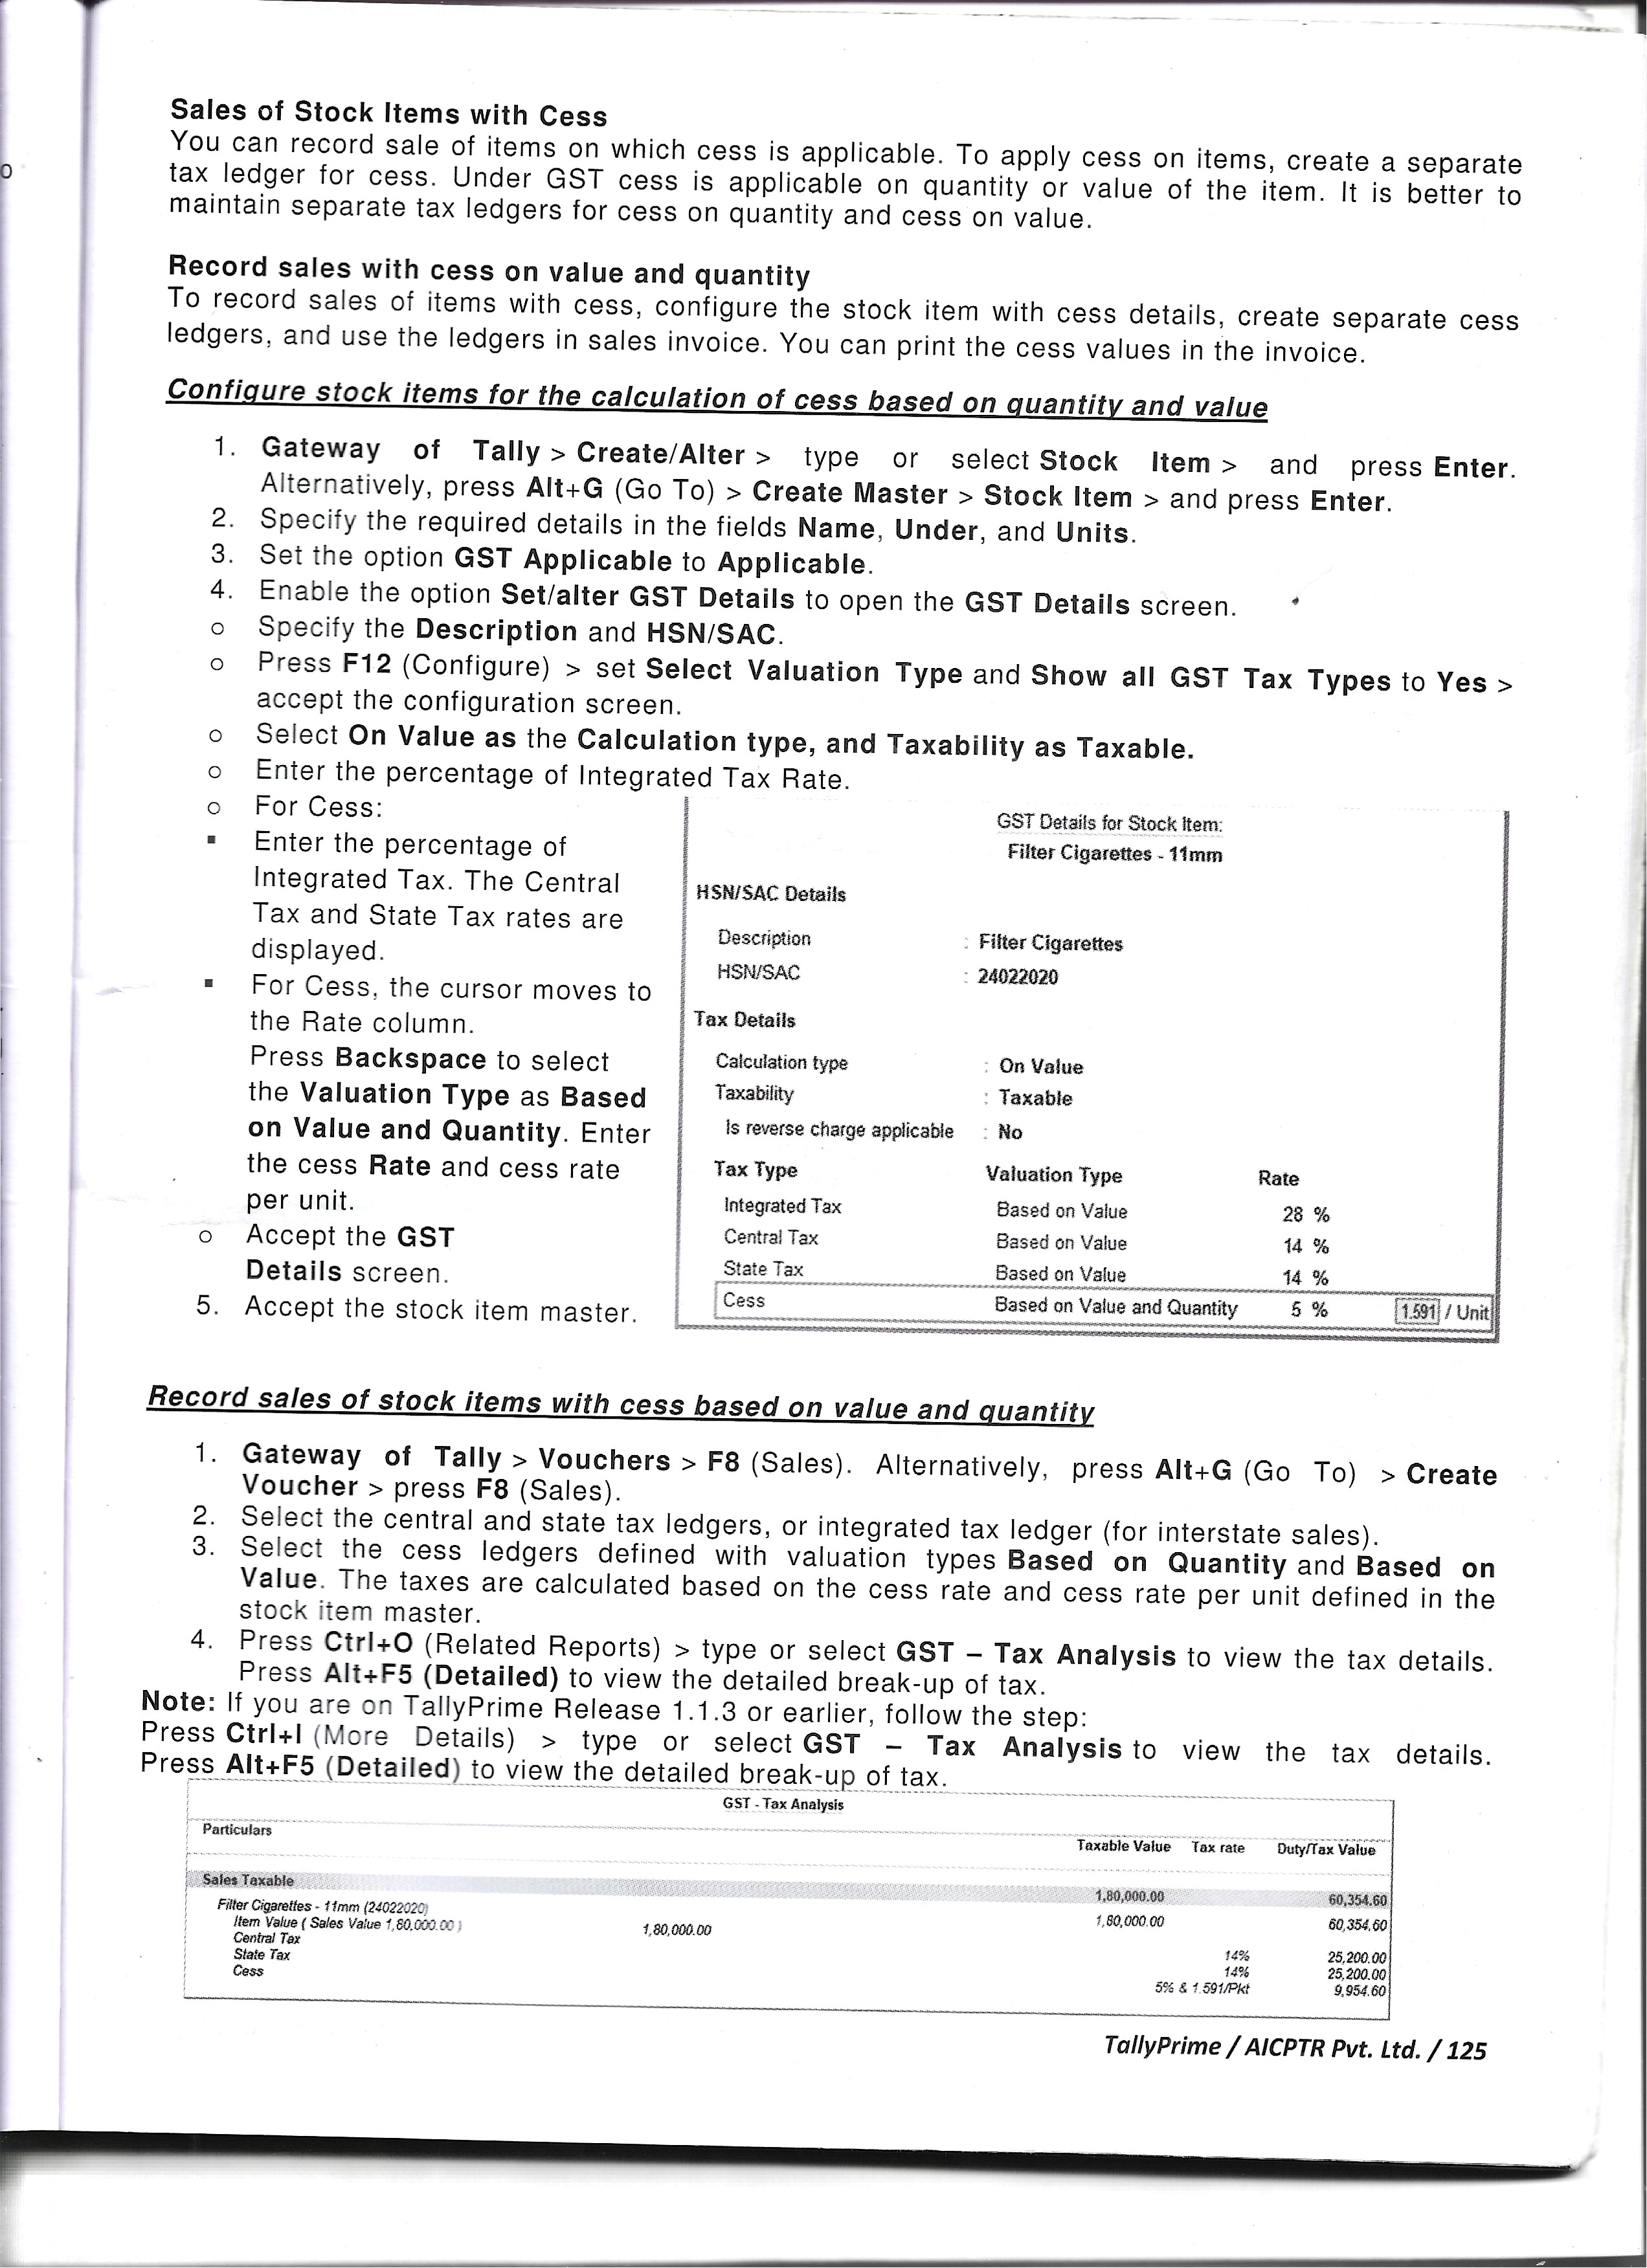 o
Sales of Stock Items with Cess
You can record sale of items on which cess is applicable. To apply cess on items, create a separate
tax ledger for cess. Under GST cess is applicable on quantity or value of the item. It is better to
maintain separate tax ledgers for cess on quantity and cess on value.
Record sales with cess on value and quantity
To record sales of items with cess, configure the stock item with cess details, create separate cess
ledgers, and use the ledgers in sales invoice. You can print the cess values in the invoice.
Configure stock items for the calculation of cess based on quantity and value
1. Gateway of Tally > Create/Alter > type or select Stock Item > and press Enter.
Alternatively, press Alt+G (Go To) > Create Master > Stock Item > and press Enter.
2. Specify the required details in the fields Name, Under, and Units.
3. Set the option GST Applicable to Applicable.
4. Enable the option Set/alter GST Details to open the GST Details screen.
o Specify the Description and HSN/SAC.
o Press F12 (Configure) > set Select Valuation Type and Show all GST Tax Types to Yes >
accept the configuration screen.
o Select On Value as the Calculation type, and Taxability as Taxable.
o Enter the percentage of Integrated Tax Rate.
o For Cess:
▪ Enter the percentage of
Integrated Tax. The Central
Tax and State Tax rates are
displayed.
▪ For Cess, the cursor moves to
the Rate column.
Press Backspace to select
the Valuation Type as Based
on Value and Quantity. Enter
the cess Rate and cess rate
per unit.
o Accept the GST
Details screen.
5. Accept the stock item master.
GST Details for Stock Item:
Filter Cigarettes - 11mm
HSN/SAC Details
Description : Filter Cigarettes
HSN/SAC : 24022020
Tax Details
Calculation type : On Value
Taxability : Taxable
Is reverse charge applicable : No
Tax Type Valuation Type Rate
Integrated Tax Based on Value 28 %
Central Tax Based on Value 14 %
State Tax Based on Value 14 %
Cess Based on Value and Quantity 5 % 1.591 / Unit
Record sales of stock items with cess based on value and quantity
1. Gateway of Tally > Vouchers > F8 (Sales). Alternatively, press Alt+G (Go To) > Create
Voucher > press F8 (Sales).
2. Select the central and state tax ledgers, or integrated tax ledger (for interstate sales).
3. Select the cess ledgers defined with valuation types Based on Quantity and Based on
Value. The taxes are calculated based on the cess rate and cess rate per unit defined in the
stock item master.
4. Press Ctrl+O (Related Reports) > type or select GST – Tax Analysis to view the tax details.
Press Alt+F5 (Detailed) to view the detailed break-up of tax.
Note: If you are on TallyPrime Release 1.1.3 or earlier, follow the step:
Press Ctrl+I (More Details) > type or select GST – Tax Analysis to view the tax details.
Press Alt+F5 (Detailed) to view the detailed break-up of tax.
GST - Tax Analysis
Particulars Taxable Value Tax rate Duty/Tax Value
Sales Taxable 1,80,000.00 60,354.60
Filter Cigarettes - 11mm (24022020) 1,80,000.00 60,354.60
Item Value ( Sales Value 1,80,000.00 ) 1,80,000.00
Central Tax 14% 25,200.00
State Tax 14% 25,200.00
Cess 5% & 1.591/Pkt 9,954.60
TallyPrime / AICPTR Pvt. Ltd. / 125